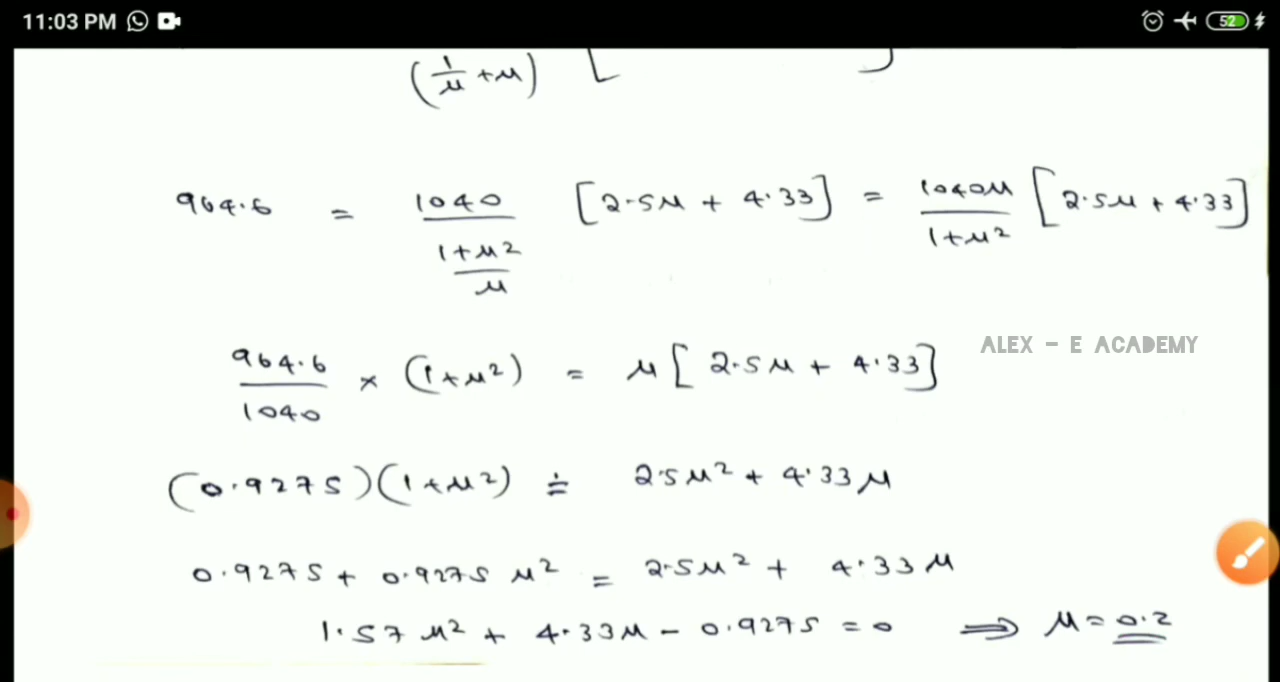 11:03 PM 52
(1/μ + μ) [ ]
964.6 = 1040/((1+μ²)/μ) [2.5μ + 4.33] = 1040μ/(1+μ²) [2.5μ + 4.33]
ALEX – E ACADEMY
964.6/1040 × (1+μ²) = μ[2.5μ + 4.33]
(0.9275)(1+μ²) = 2.5μ² + 4.33μ
0.9275 + 0.9275 μ² = 2.5μ² + 4.33μ
1.57μ² + 4.33μ – 0.9275 = 0 ⇒ μ = 0.2